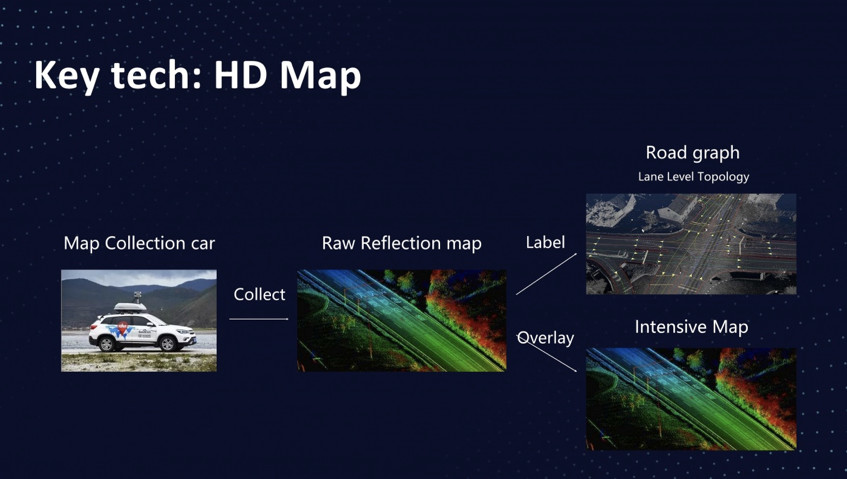 Key tech: HD Map
Road graph
Lane Level Topology
Map Collection car
Raw Reflection map
Label
Collect
Overlay
Intensive Map